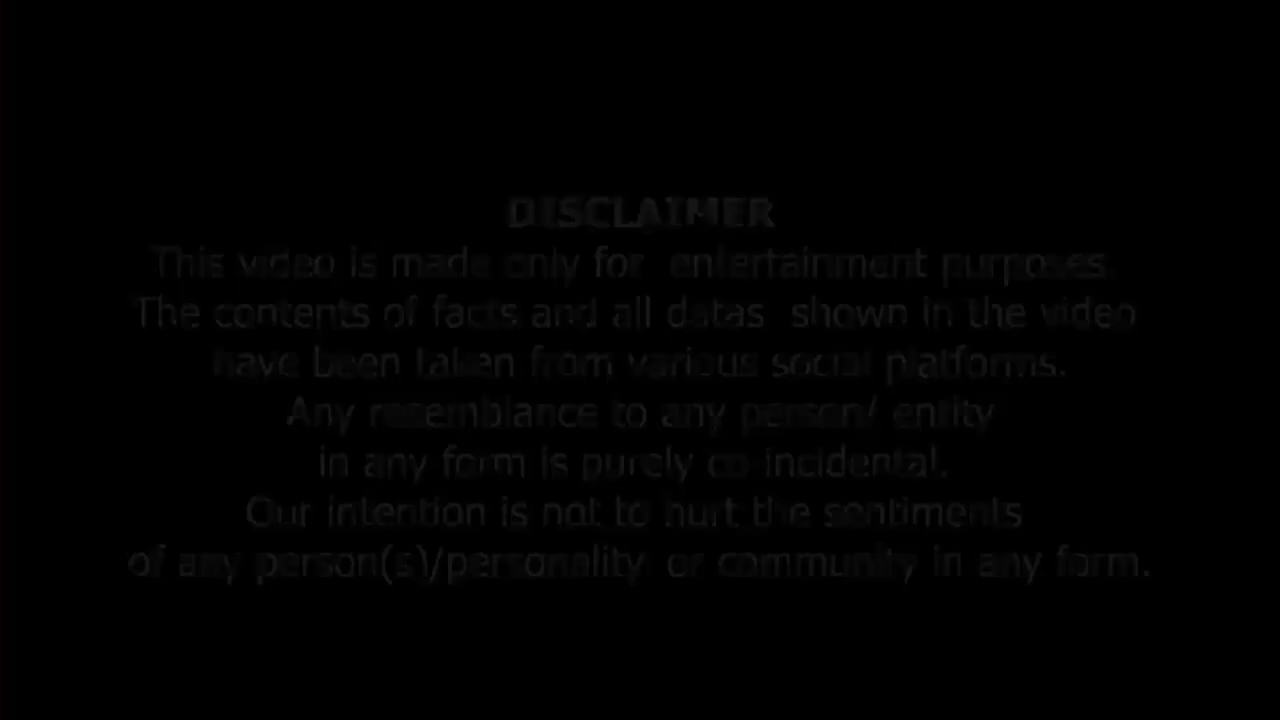 DISCLAIMER
This video is made only for entertainment purposes.
The contents of facts and all datas shown in the video
have been taken from various social platforms.
Any resemblance to any person/ entity
in any form is purely co-incidental.
Our intention is not to hurt the sentiments
of any person(s)/personality or community in any form.